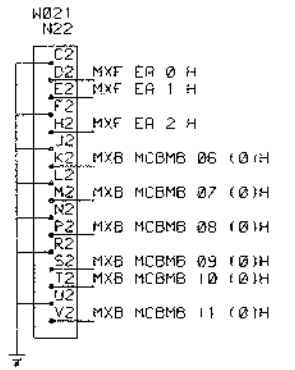 W021
N22
C2
D2 MXF EA 0 H
E2 MXF EA 1 H
F2
H2 MXF EA 2 H
J2
K2 MXB MCBMB 06 (0)H
L2
M2 MXB MCBMB 07 (0)H
N2
P2 MXB MCBMB 08 (0)H
R2
S2 MXB MCBMB 09 (0)H
T2 MXB MCBMB 10 (0)H
U2
V2 MXB MCBMB 11 (0)H